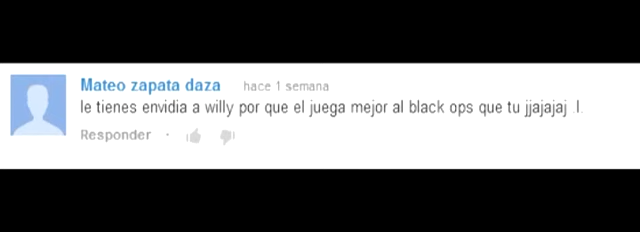 Mateo zapata daza hace 1 semana
le tienes envidia a willy por que el juega mejor al black ops que tu jjajajaj .l.
Responder ·